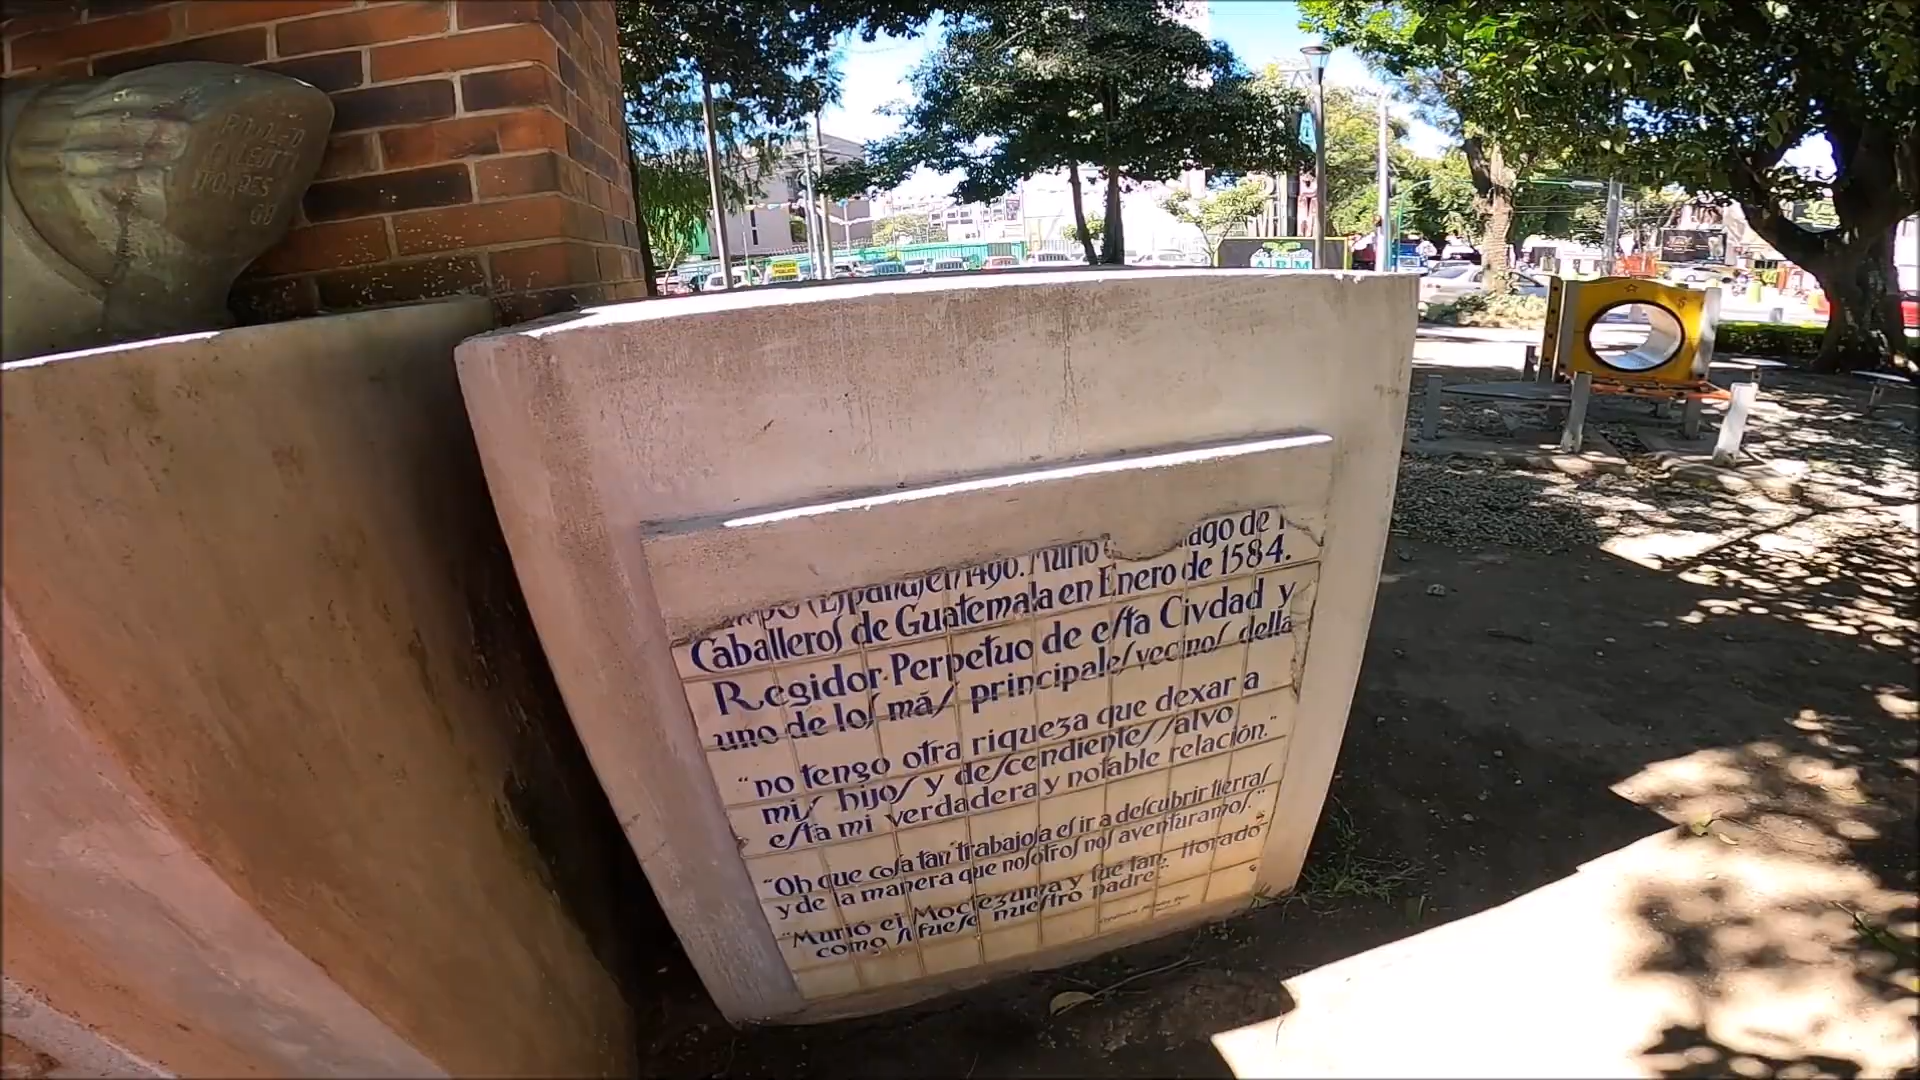 1490. Murio
ago de
Caballeros de Guatemala en Enero de 1584.
Regidor Perpetuo de esta Civdad y
uno de los más principales vecinos della
“no tengo otra riqueza que dexar a
mis hijos y descendientes salvo
esta mi verdadera y notable relación.”
“Oh que cosa tan trabajosa es ir a descubrir tierras
y de la manera que nosotros nos aventuramos.”
“Murió el Moctezuma y fue tan llorado
como si fuese nuestro padre”